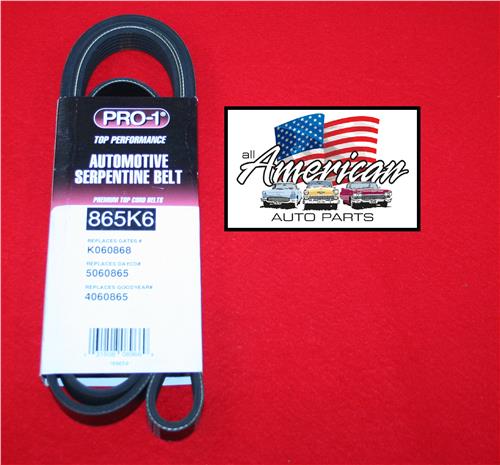 PRO-1®
TOP PERFORMANCE
AUTOMOTIVE
SERPENTINE BELT
PREMIUM TOP CORD BELTS
865K6
REPLACES GATES #
K060868
REPLACES DAYCO#
5060865
REPLACES GOODYEAR#
4060865
all
American
AUTO PARTS